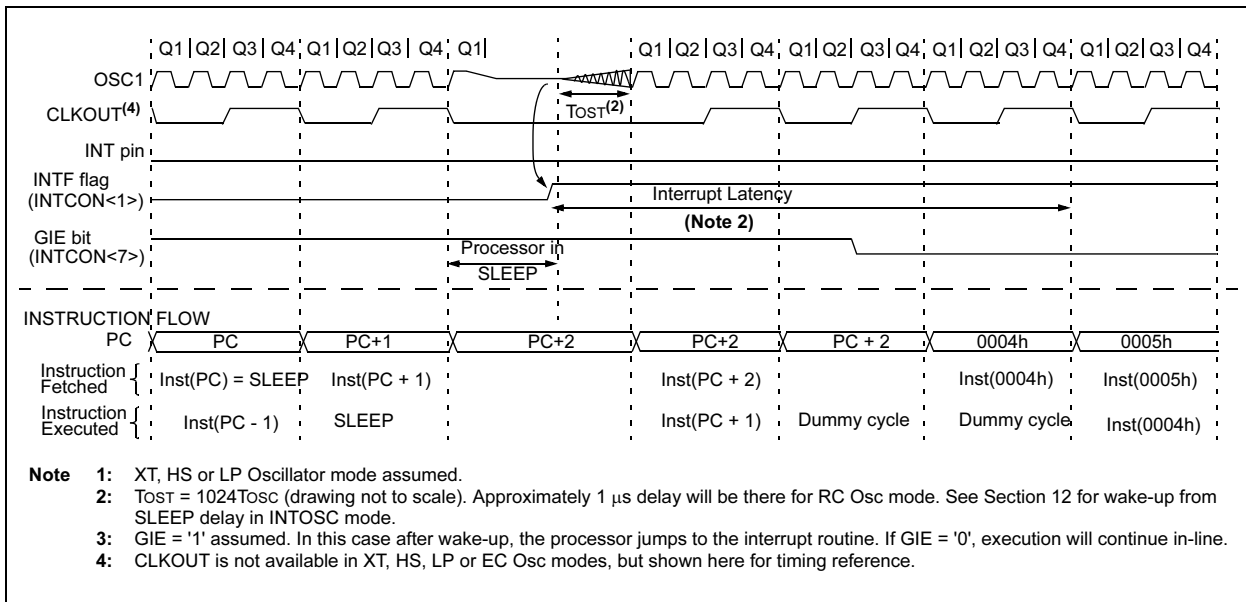 Q1 Q2 Q3 Q4 Q1 Q2 Q3 Q4 Q1 Q1 Q2 Q3 Q4 Q1 Q2 Q3 Q4 Q1 Q2 Q3 Q4 Q1 Q2 Q3 Q4
OSC1
TOST(2)
CLKOUT(4)
INT pin
INTF flag
(INTCON<1>)
Interrupt Latency
(Note 2)
GIE bit
(INTCON<7>)
Processor in
SLEEP
INSTRUCTION FLOW
PC PC PC+1 PC+2 PC+2 PC + 2 0004h 0005h
Instruction
Fetched
Inst(PC) = SLEEP Inst(PC + 1) Inst(PC + 2) Inst(0004h) Inst(0005h)
Instruction
Executed
Inst(PC - 1) SLEEP Inst(PC + 1) Dummy cycle Dummy cycle Inst(0004h)
Note 1: XT, HS or LP Oscillator mode assumed.
2: TOST = 1024TOSC (drawing not to scale). Approximately 1 μs delay will be there for RC Osc mode. See Section 12 for wake-up from
SLEEP delay in INTOSC mode.
3: GIE = '1' assumed. In this case after wake-up, the processor jumps to the interrupt routine. If GIE = '0', execution will continue in-line.
4: CLKOUT is not available in XT, HS, LP or EC Osc modes, but shown here for timing reference.